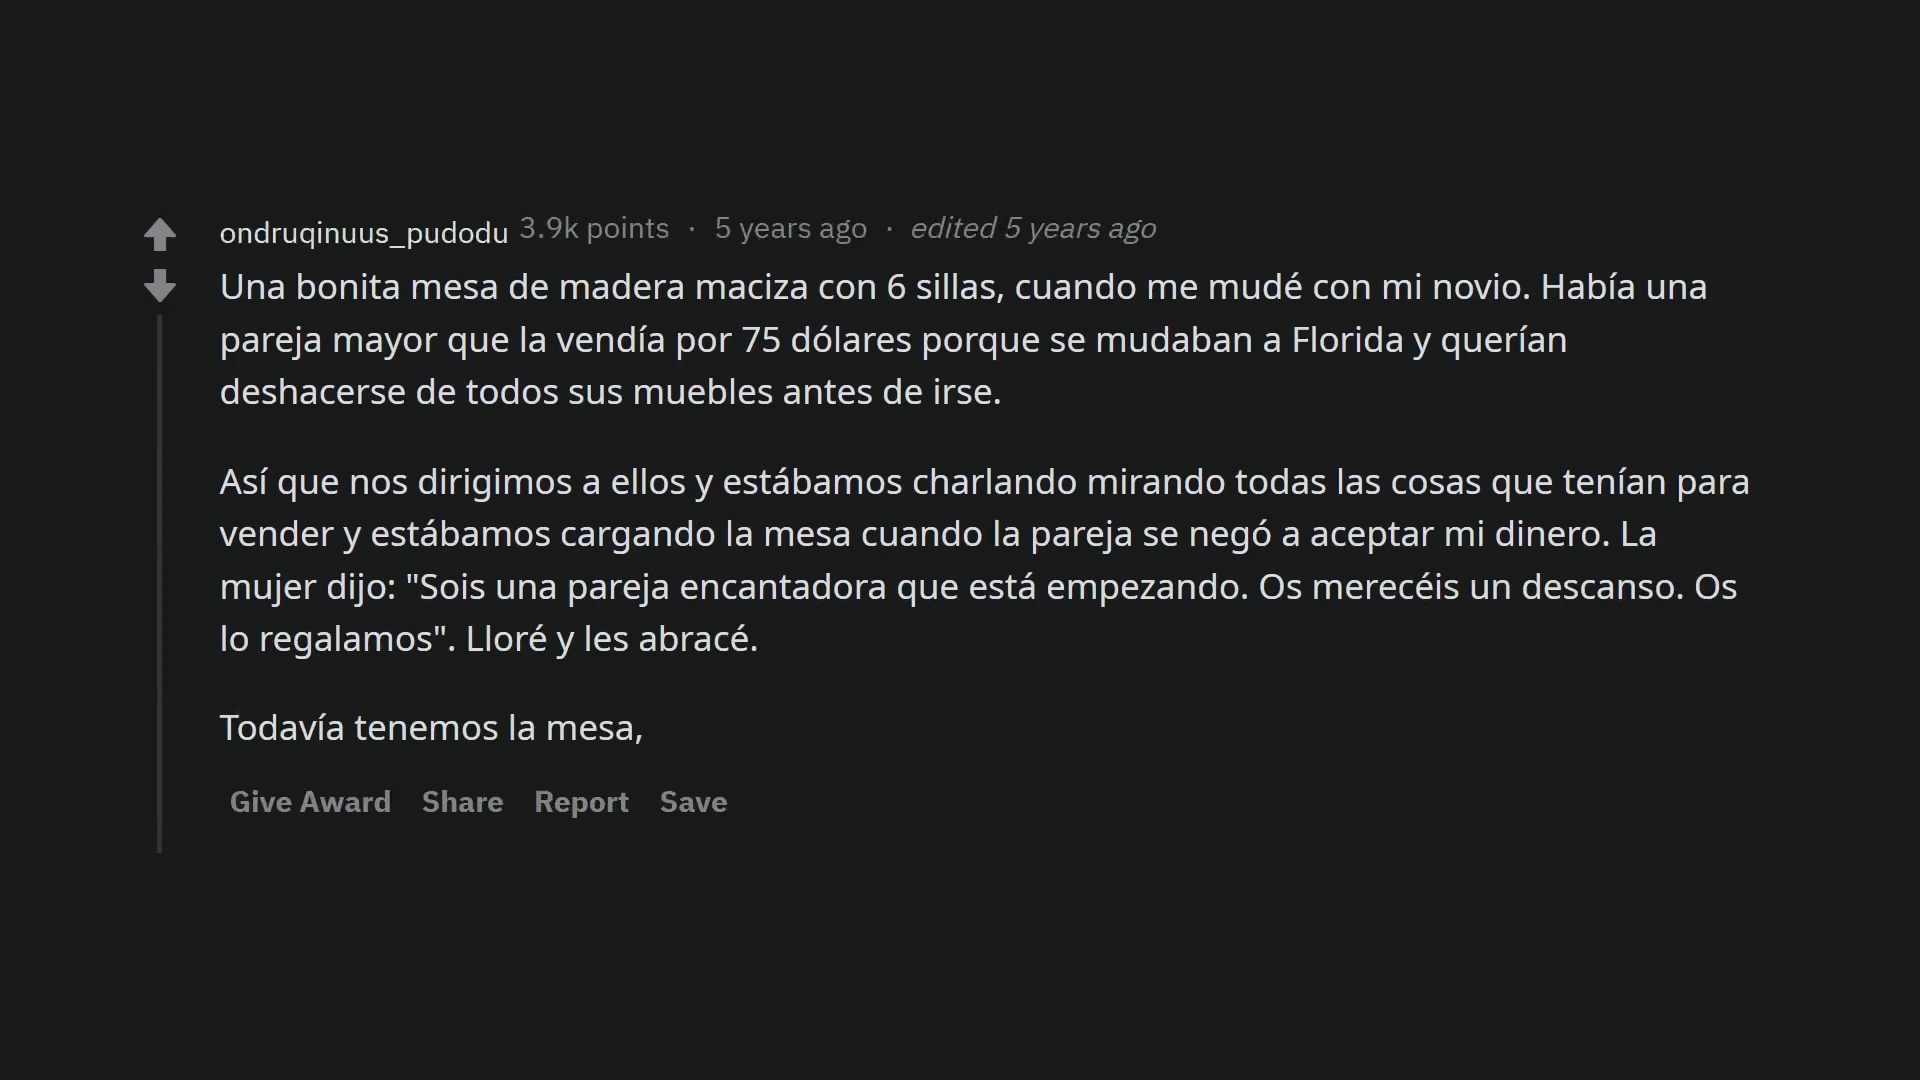 ondruqinuus_pudodu 3.9k points · 5 years ago · edited 5 years ago
Una bonita mesa de madera maciza con 6 sillas, cuando me mudé con mi novio. Había una
pareja mayor que la vendía por 75 dólares porque se mudaban a Florida y querían
deshacerse de todos sus muebles antes de irse.
Así que nos dirigimos a ellos y estábamos charlando mirando todas las cosas que tenían para
vender y estábamos cargando la mesa cuando la pareja se negó a aceptar mi dinero. La
mujer dijo: "Sois una pareja encantadora que está empezando. Os merecéis un descanso. Os
lo regalamos". Lloré y les abracé.
Todavía tenemos la mesa,
Give Award Share Report Save